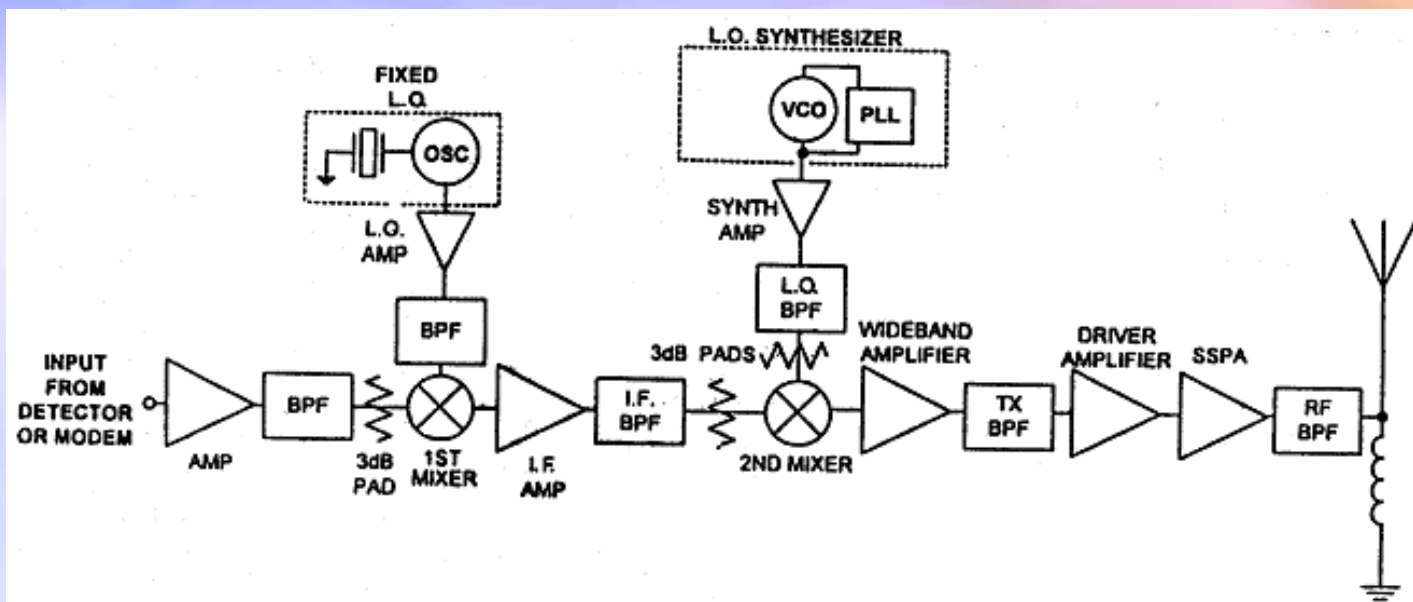 L.O. SYNTHESIZER
VCO
PLL
FIXED
L.O.
OSC
L.O.
AMP
SYNTH
AMP
BPF
L.O.
BPF
3dB PADS
WIDEBAND
AMPLIFIER
DRIVER
AMPLIFIER
SSPA
INPUT
FROM
DETECTOR
OR MODEM
AMP
BPF
3dB
PAD
1ST
MIXER
I.F.
AMP
I.F.
BPF
2ND MIXER
TX
BPF
RF
BPF